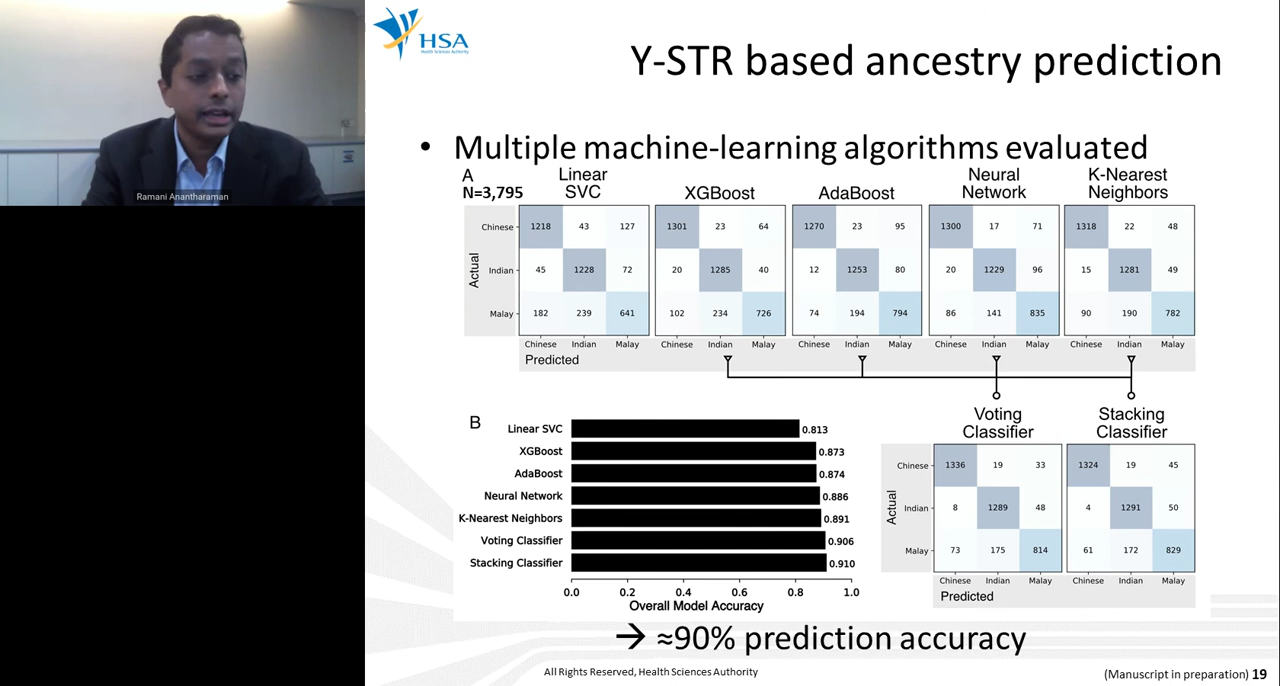 Ramani Anantharaman
HSA
Health Sciences Authority
Y-STR based ancestry prediction
• Multiple machine-learning algorithms evaluated
A
N=3,795
Linear
SVC
XGBoost
AdaBoost
Neural
Network
K-Nearest
Neighbors
Actual
Chinese 1218 43 127 1301 23 64 1270 23 95 1300 17 71 1318 22 48
Indian 45 1228 72 20 1285 40 12 1253 80 20 1229 96 15 1281 49
Malay 182 239 641 102 234 726 74 194 794 86 141 835 90 190 782
Chinese Indian Malay Chinese Indian Malay Chinese Indian Malay Chinese Indian Malay Chinese Indian Malay
Predicted
B
Linear SVC 0.813
XGBoost 0.873
AdaBoost 0.874
Neural Network 0.886
K-Nearest Neighbors 0.891
Voting Classifier 0.906
Stacking Classifier 0.910
0.0 0.2 0.4 0.6 0.8 1.0
Overall Model Accuracy
Voting
Classifier
Stacking
Classifier
Actual
Chinese 1336 19 33 1324 19 45
Indian 8 1289 48 4 1291 50
Malay 73 175 814 61 172 829
Chinese Indian Malay Chinese Indian Malay
Predicted
→ ≈90% prediction accuracy
All Rights Reserved, Health Sciences Authority
(Manuscript in preparation) 19